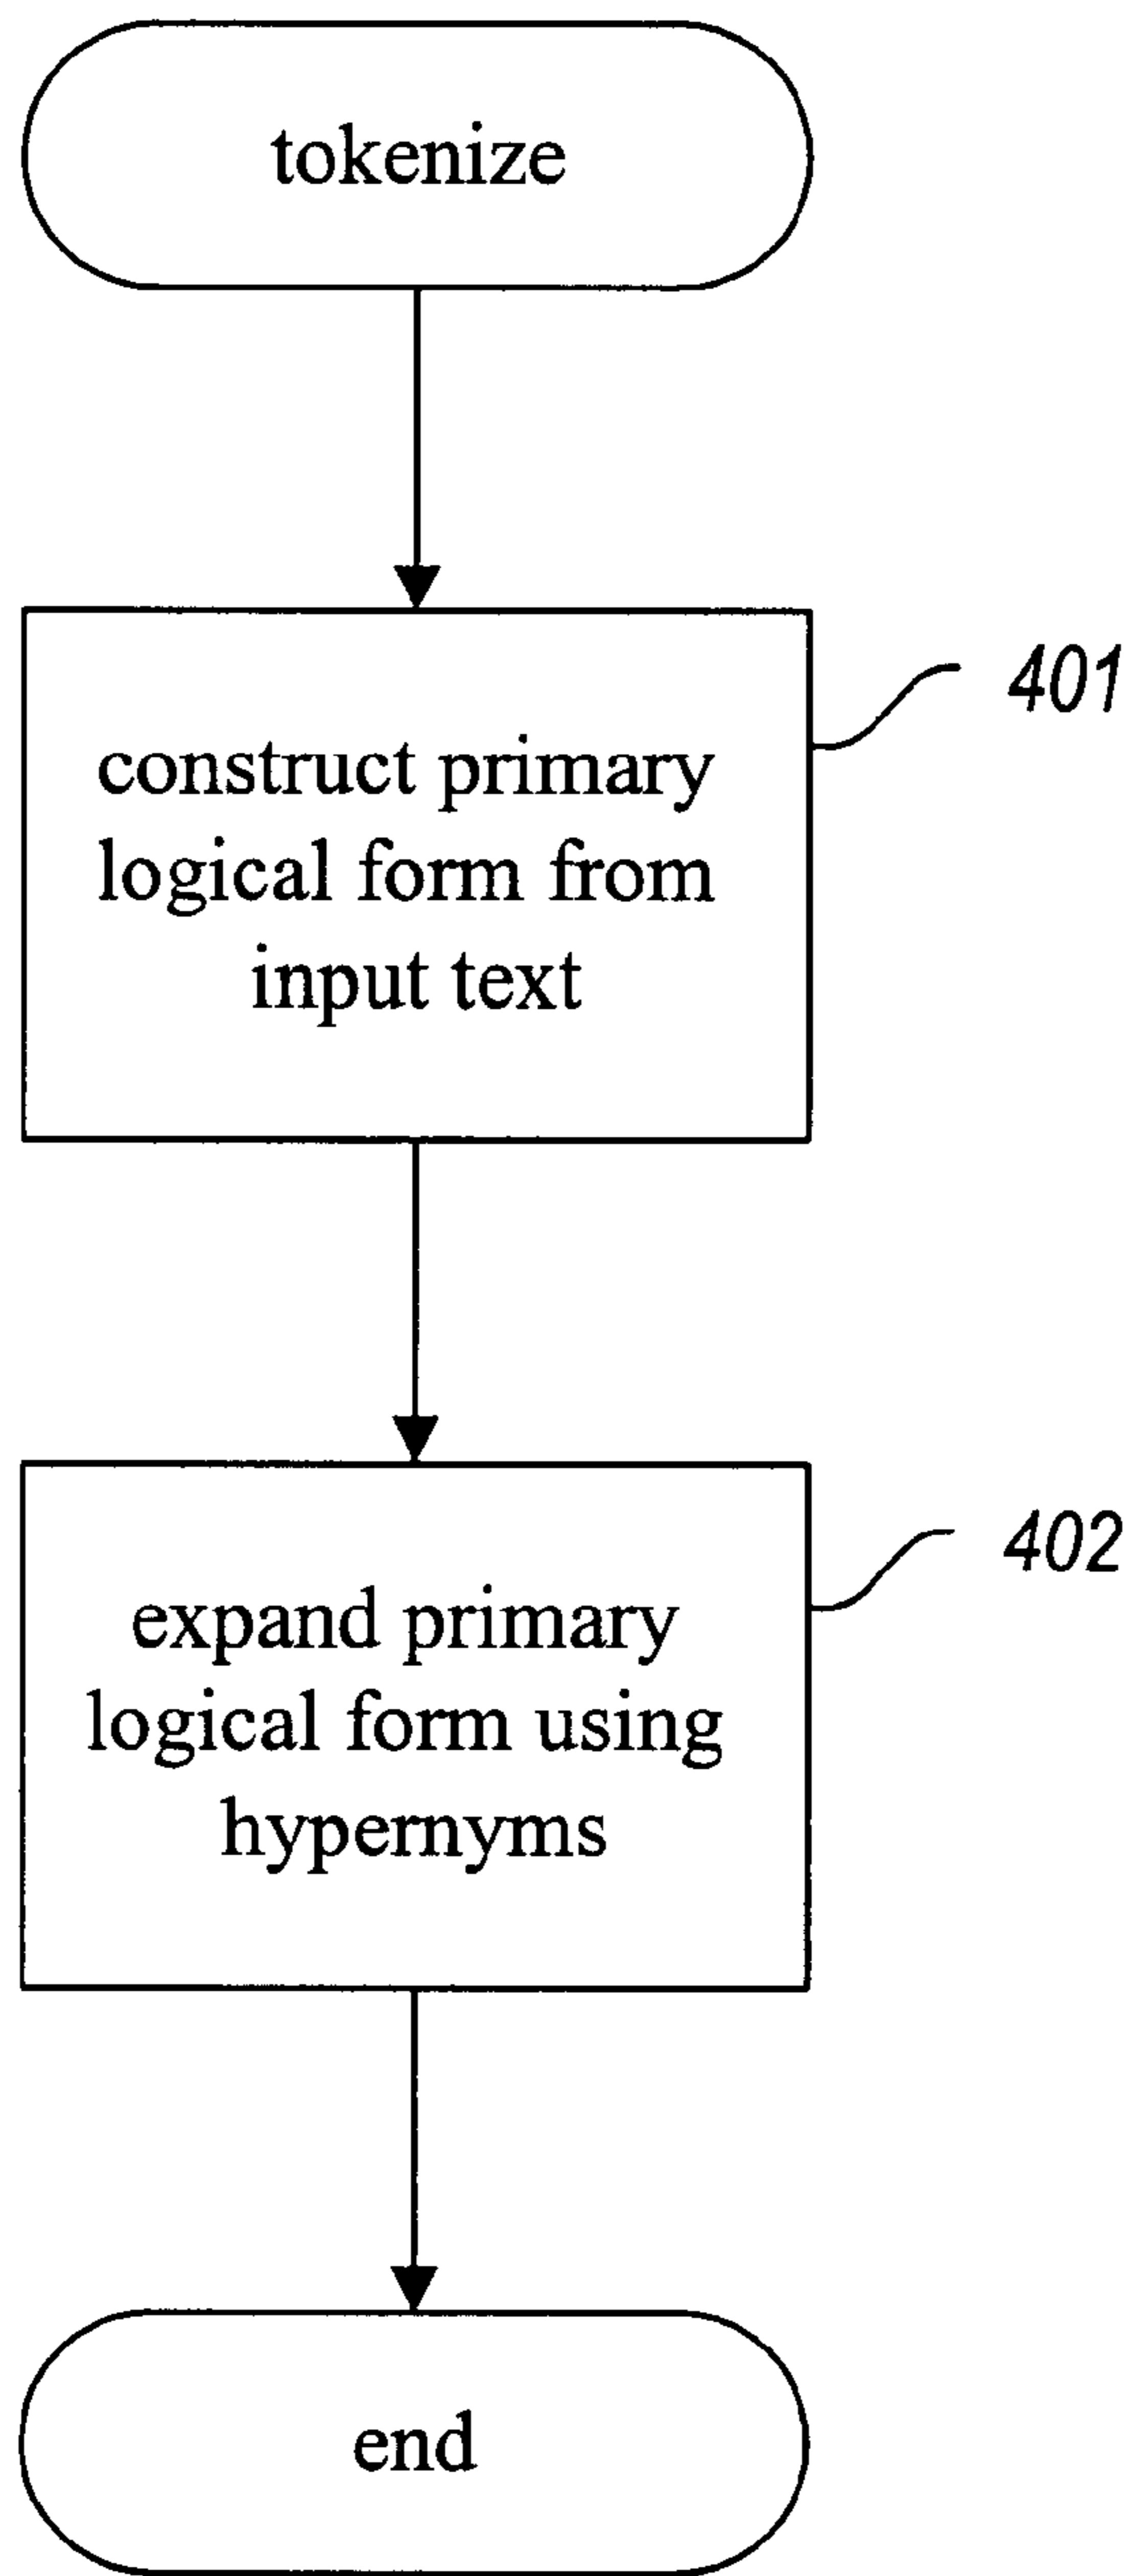 tokenize
construct primary
logical form from
input text
401
expand primary
logical form using
hypernyms
402
end